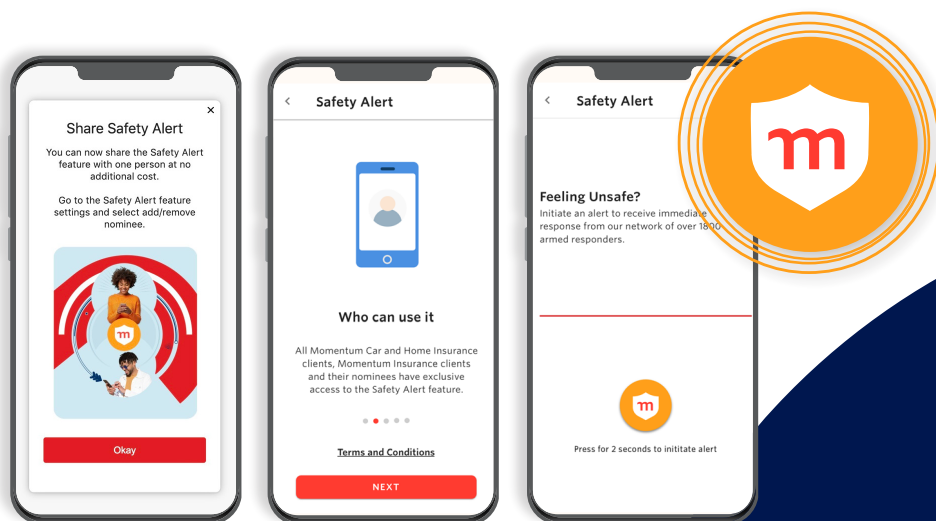 ×
Share Safety Alert
You can now share the Safety Alert
feature with one person at no
additional cost.
Go to the Safety Alert feature
settings and select add/remove
nominee.
m
Okay
< Safety Alert
Who can use it
All Momentum Car and Home Insurance
clients, Momentum Insurance clients
and their nominees have exclusive
access to the Safety Alert feature.
Terms and Conditions
NEXT
< Safety Alert
Feeling Unsafe?
Initiate an alert to receive immediate
response from our network of over 1800
armed responders.
m
Press for 2 seconds to inititate alert
m